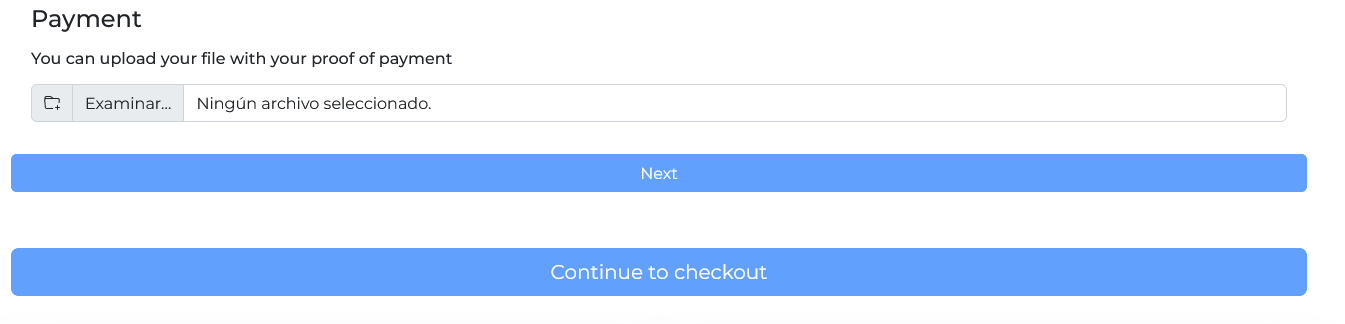 Payment
You can upload your file with your proof of payment
Examinar... Ningún archivo seleccionado.
Next
Continue to checkout